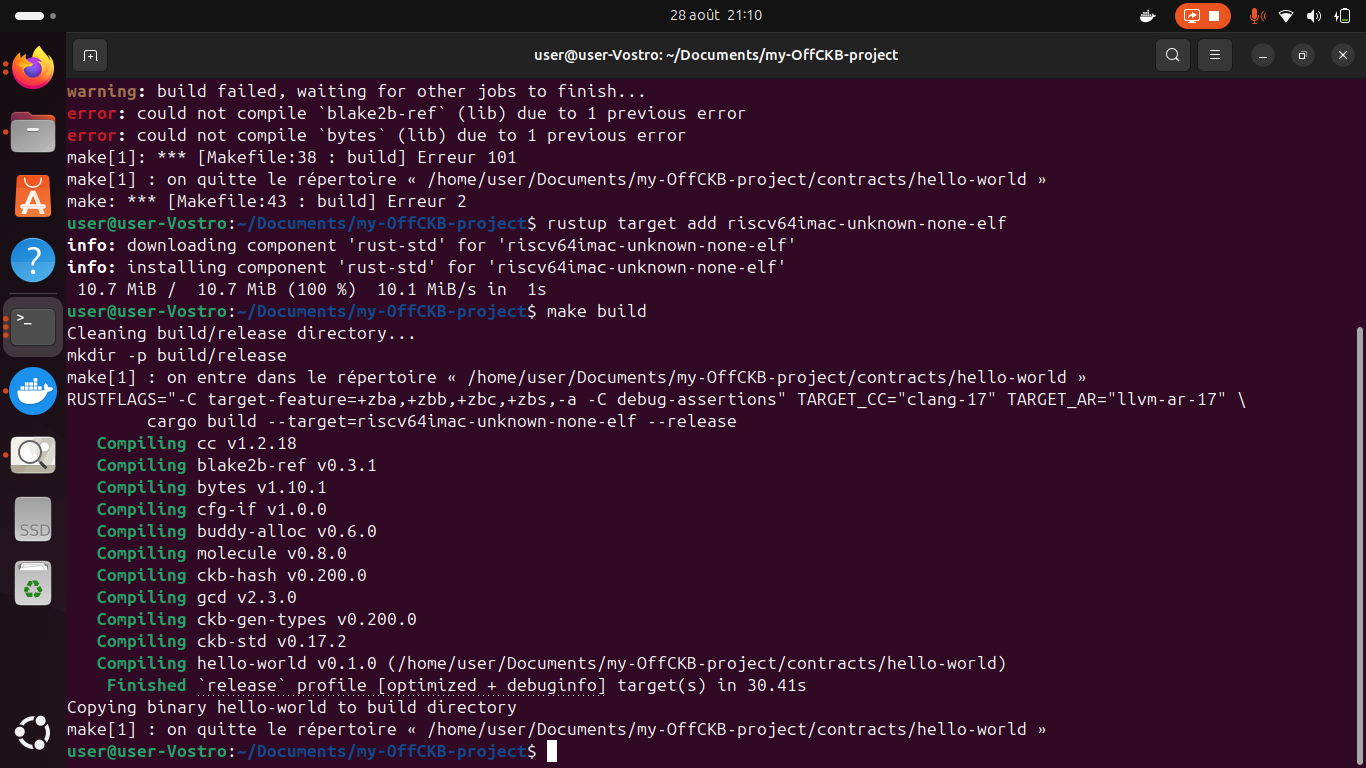 28 août 21:10
user@user-Vostro: ~/Documents/my-OffCKB-project
warning: build failed, waiting for other jobs to finish...
error: could not compile `blake2b-ref` (lib) due to 1 previous error
error: could not compile `bytes` (lib) due to 1 previous error
make[1]: *** [Makefile:38 : build] Erreur 101
make[1] : on quitte le répertoire « /home/user/Documents/my-OffCKB-project/contracts/hello-world »
make: *** [Makefile:43 : build] Erreur 2
user@user-Vostro:~/Documents/my-OffCKB-project$ rustup target add riscv64imac-unknown-none-elf
info: downloading component 'rust-std' for 'riscv64imac-unknown-none-elf'
info: installing component 'rust-std' for 'riscv64imac-unknown-none-elf'
10.7 MiB / 10.7 MiB (100 %) 10.1 MiB/s in 1s
user@user-Vostro:~/Documents/my-OffCKB-project$ make build
Cleaning build/release directory...
mkdir -p build/release
make[1] : on entre dans le répertoire « /home/user/Documents/my-OffCKB-project/contracts/hello-world »
RUSTFLAGS="-C target-feature=+zba,+zbb,+zbc,+zbs,-a -C debug-assertions" TARGET_CC="clang-17" TARGET_AR="llvm-ar-17" \
cargo build --target=riscv64imac-unknown-none-elf --release
Compiling cc v1.2.18
Compiling blake2b-ref v0.3.1
Compiling bytes v1.10.1
Compiling cfg-if v1.0.0
Compiling buddy-alloc v0.6.0
Compiling molecule v0.8.0
Compiling ckb-hash v0.200.0
Compiling gcd v2.3.0
Compiling ckb-gen-types v0.200.0
Compiling ckb-std v0.17.2
Compiling hello-world v0.1.0 (/home/user/Documents/my-OffCKB-project/contracts/hello-world)
Finished `release` profile [optimized + debuginfo] target(s) in 30.41s
Copying binary hello-world to build directory
make[1] : on quitte le répertoire « /home/user/Documents/my-OffCKB-project/contracts/hello-world »
user@user-Vostro:~/Documents/my-OffCKB-project$
SSD